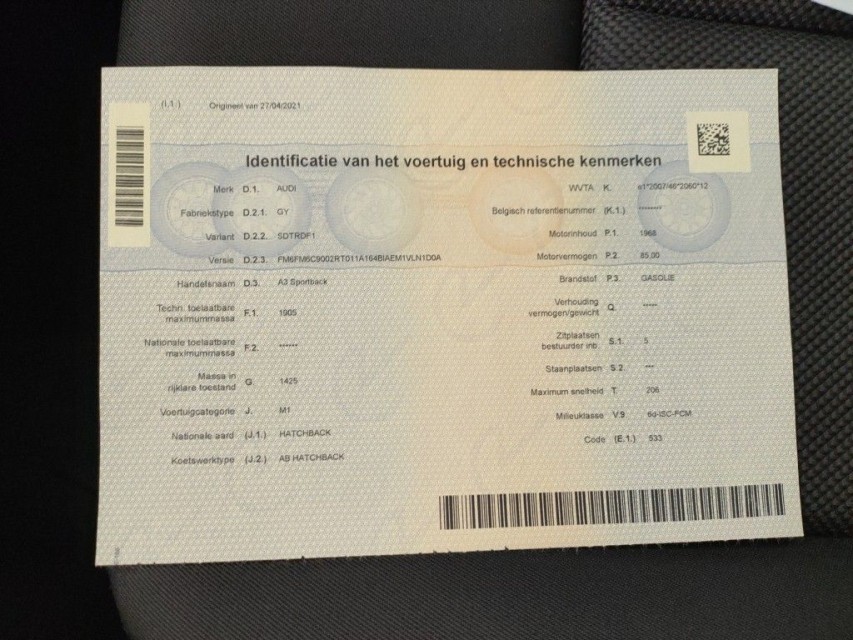 (I.1.) Origineel van 27/04/2021
Identificatie van het voertuig en technische kenmerken
Merk D.1. AUDI
Fabriekstype D.2.1. GY
Variant D.2.2. SDTRDF1
Versie D.2.3. FM6FM6C9002RT011A164BIAEM1VLN1D0A
Handelsnaam D.3. A3 Sportback
Techn. toelaatbare
maximummassa F.1. 1905
Nationale toelaatbare
maximummassa F.2. ******
Massa in
rijklare toestand G. 1425
Voertuigcategorie J. M1
Nationale aard (J.1.) HATCHBACK
Koetswerktype (J.2.) AB HATCHBACK
WVTA K. e1*2007/46*2060*12
Belgisch referentienummer (K.1.) ********
Motorinhoud P.1. 1968
Motorvermogen P.2. 85.00
Brandstof P.3. GASOLIE
Verhouding
vermogen/gewicht Q. *****
Zitplaatsen
bestuurder inb. S.1. 5
Staanplaatsen S.2. ***
Maximum snelheid T. 206
Milieuklasse V.9 6d-ISC-FCM
Code (E.1.) 533